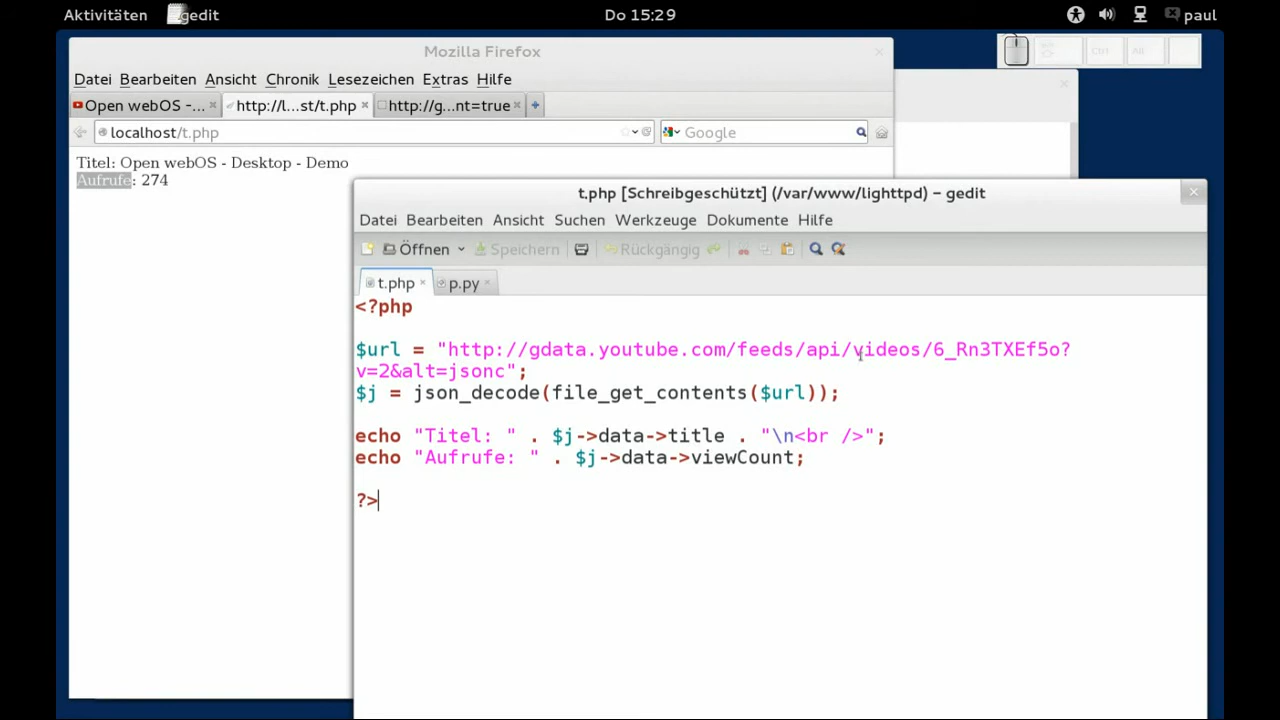 Aktivitäten gedit Do 15:29 paul
Mozilla Firefox
Datei Bearbeiten Ansicht Chronik Lesezeichen Extras Hilfe
Open webOS -... http://l...st/t.php http://g...nt=true
localhost/t.php Google
Titel: Open webOS - Desktop - Demo
Aufrufe: 274
Ctrl Alt
t.php [Schreibgeschützt] (/var/www/lighttpd) - gedit
Datei Bearbeiten Ansicht Suchen Werkzeuge Dokumente Hilfe
Öffnen Speichern Rückgängig
t.php p.py
<?php
$url = "http://gdata.youtube.com/feeds/api/videos/6_Rn3TXEf5o?
v=2&alt=jsonc";
$j = json_decode(file_get_contents($url));
echo "Titel: " . $j->data->title . "\n<br />";
echo "Aufrufe: " . $j->data->viewCount;
?>